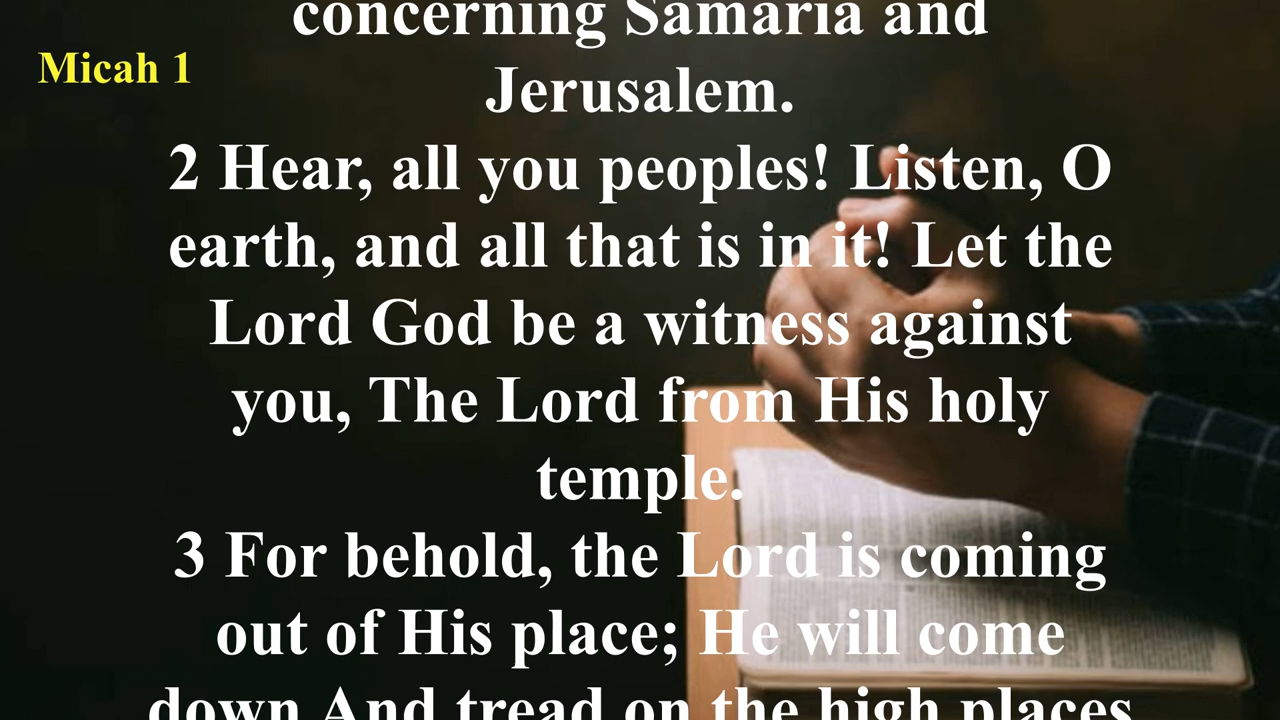 concerning Samaria and
Micah 1
Jerusalem.
2 Hear, all you peoples! Listen, O
earth, and all that is in it! Let the
Lord God be a witness against
you, The Lord from His holy
temple.
3 For behold, the Lord is coming
out of His place; He will come
down And tread on the high places